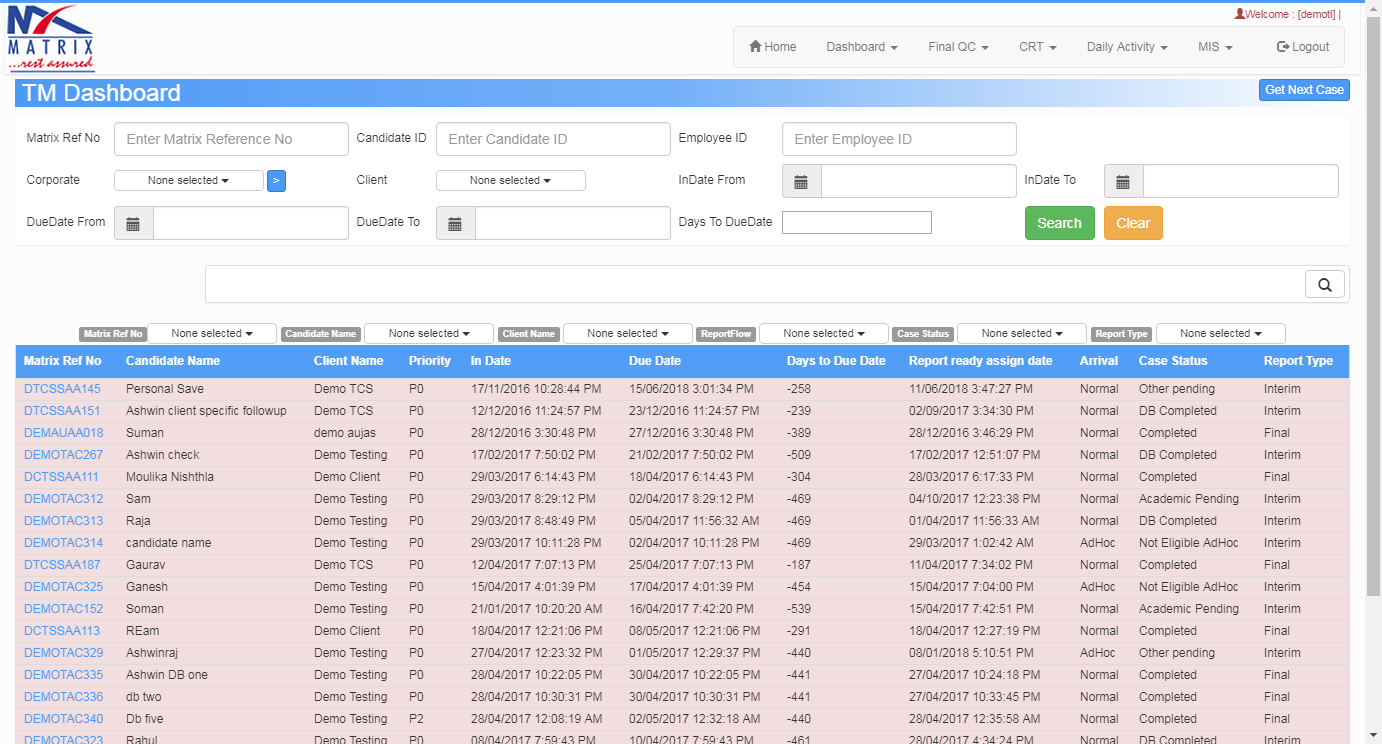 MATRIX
...rest assured
Welcome : [demotl] |
Home Dashboard Final QC CRT Daily Activity MIS Logout
TM Dashboard Get Next Case
Matrix Ref No Enter Matrix Reference No Candidate ID Enter Candidate ID Employee ID Enter Employee ID
Corporate None selected > Client None selected InDate From InDate To
DueDate From DueDate To Days To DueDate Search Clear
Matrix Ref No None selected Candidate Name None selected Client Name None selected ReportFlow None selected Case Status None selected Report Type None selected
Matrix Ref No Candidate Name Client Name Priority In Date Due Date Days to Due Date Report ready assign date Arrival Case Status Report Type
DTCSSAA145 Personal Save Demo TCS P0 17/11/2016 10:28:44 PM 15/06/2018 3:01:34 PM -258 11/06/2018 3:47:27 PM Normal Other pending Interim
DTCSSAA151 Ashwin client specific followup Demo TCS P0 12/12/2016 11:24:57 PM 23/12/2016 11:24:57 PM -239 02/09/2017 3:34:30 PM Normal DB Completed Interim
DEMAUAA018 Suman demo aujas P0 28/12/2016 3:30:48 PM 27/12/2016 3:30:48 PM -389 28/12/2016 3:46:29 PM Normal Completed Final
DEMOTAC267 Ashwin check Demo Testing P0 17/02/2017 7:50:02 PM 21/02/2017 7:50:02 PM -509 17/02/2017 12:51:07 PM Normal DB Completed Interim
DCTSSAA111 Moulika Nishthla Demo Client P0 29/03/2017 6:14:43 PM 18/04/2017 6:14:43 PM -304 28/03/2017 6:17:33 PM Normal Completed Final
DEMOTAC312 Sam Demo Testing P0 29/03/2017 8:29:12 PM 02/04/2017 8:29:12 PM -469 04/10/2017 12:23:38 PM Normal Academic Pending Interim
DEMOTAC313 Raja Demo Testing P0 29/03/2017 8:48:49 PM 05/04/2017 11:56:32 AM -469 01/04/2017 11:56:33 AM Normal DB Completed Interim
DEMOTAC314 candidate name Demo Testing P0 29/03/2017 10:11:28 PM 02/04/2017 10:11:28 PM -469 29/03/2017 1:02:42 AM AdHoc Not Eligible AdHoc Interim
DTCSSAA187 Gaurav Demo TCS P0 12/04/2017 7:07:13 PM 25/04/2017 7:07:13 PM -187 11/04/2017 7:34:02 PM Normal Completed Final
DEMOTAC325 Ganesh Demo Testing P0 15/04/2017 4:01:39 PM 17/04/2017 4:01:39 PM -454 15/04/2017 7:04:00 PM AdHoc Not Eligible AdHoc Interim
DEMOTAC152 Soman Demo Testing P0 21/01/2017 10:20:20 AM 16/04/2017 7:42:20 PM -539 15/04/2017 7:42:51 PM Normal Academic Pending Interim
DCTSSAA113 REam Demo Client P0 18/04/2017 12:21:06 PM 08/05/2017 12:21:06 PM -291 18/04/2017 12:27:19 PM Normal Completed Final
DEMOTAC329 Ashwinraj Demo Testing P0 27/04/2017 12:23:32 PM 01/05/2017 12:29:37 PM -440 08/01/2018 5:10:51 PM AdHoc Other pending Interim
DEMOTAC335 Ashwin DB one Demo Testing P0 28/04/2017 10:22:05 PM 30/04/2017 10:22:05 PM -441 27/04/2017 10:24:18 PM Normal Completed Final
DEMOTAC336 db two Demo Testing P0 28/04/2017 10:30:31 PM 30/04/2017 10:30:31 PM -441 27/04/2017 10:33:45 PM Normal Completed Final
DEMOTAC340 Db five Demo Testing P2 28/04/2017 12:08:19 AM 02/05/2017 12:32:18 AM -440 28/04/2017 12:35:58 AM Normal Completed Final
DEMOTAC323 Rahul Demo Testing P0 08/04/2017 7:59:43 PM 10/04/2017 7:59:43 PM -461 28/04/2017 4:34:24 PM Normal DB Completed Interim